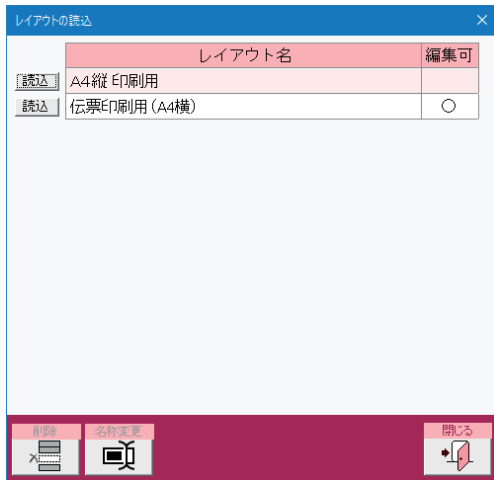 レイアウトの読込
レイアウト名 編集可
読込 A4縦 印刷用
読込 伝票印刷用(A4横) ○
削除 名称変更 閉じる